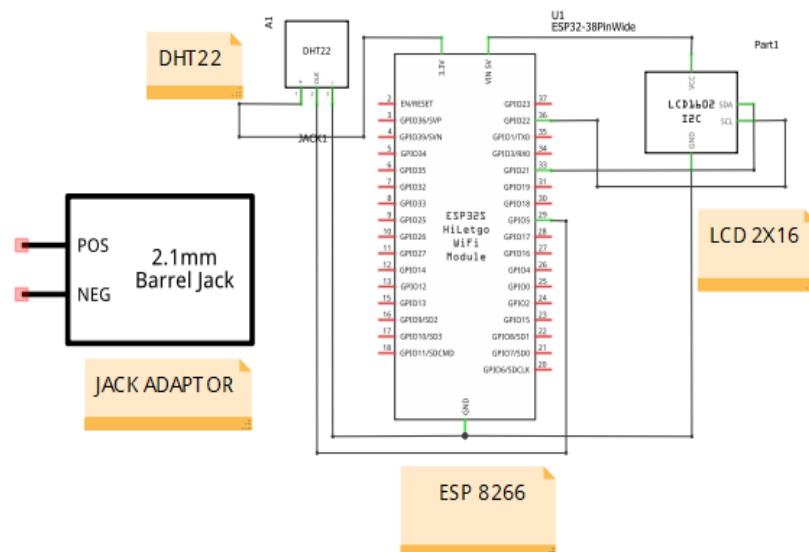 A1
U1
ESP32-38PinWide
DHT22
DHT22
+
OUT
-
1
2
3
JACK1
3.3V
VIN 5V
Part1
VCC
LCD1602
I2C
SDA
SCL
GND
2 EN/RESET
3 GPIO36/SVP
4 GPIO39/SVN
5 GPIO34
6 GPIO35
7 GPIO32
8 GPIO33
9 GPIO25
10 GPIO26
11 GPIO27
12 GPIO14
13 GPIO12
15 GPIO13
16 GPIO9/SD2
17 GPIO10/SD3
18 GPIO11/SDCMD
ESP32S
HiLetgo
WiFi
Module
GPIO23 37
GPIO22 36
GPIO1/TX0 35
GPIO3/RX0 34
GPIO21 33
GPIO19 31
GPIO18 30
GPIO5 29
GPIO17 28
GPIO16 27
GPIO4 26
GPIO0 25
GPIO2 24
GPIO15 23
GPIO8/SD1 22
GPIO7/SD0 21
GPIO6/SDCLK 20
GND
POS
NEG
2.1mm
Barrel Jack
JACK ADAPTOR
LCD 2X16
ESP 8266